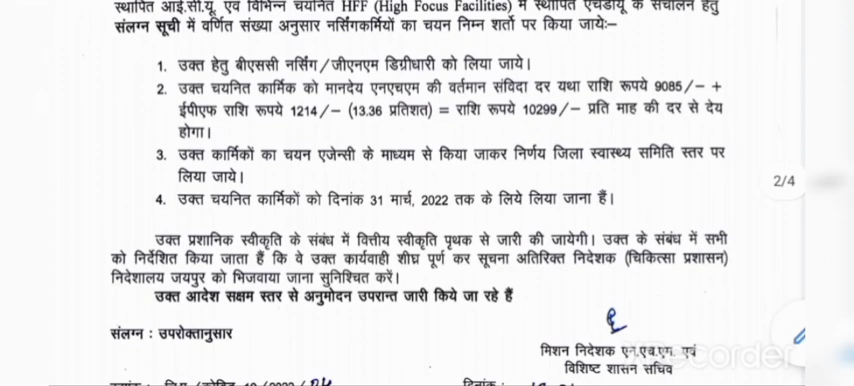 स्थापित आई.सी.यू. एवं विभिन्न चयनित HFF (High Focus Facilities) में स्थापित एचडीयू के संचालन हेतु
संलग्न सूची में वर्णित संख्या अनुसार नर्सिंगकर्मियों का चयन निम्न शर्तो पर किया जायेः–
1. उक्त हेतु बीएससी नर्सिंग/जीएनएम डिग्रीधारी को लिया जाये।
2. उक्त चयनित कार्मिक को मानदेय एनएचएम की वर्तमान संविदा दर यथा राशि रूपये 9085/– +
ईपीएफ राशि रूपये 1214/– (13.36 प्रतिशत) = राशि रूपये 10299/– प्रति माह की दर से देय
होगा।
3. उक्त कार्मिकों का चयन एजेन्सी के माध्यम से किया जाकर निर्णय जिला स्वास्थ्य समिति स्तर पर
लिया जाये।
2/4
4. उक्त चयनित कार्मिकों को दिनांक 31 मार्च, 2022 तक के लिये लिया जाना हैं।
उक्त प्रशानिक स्वीकृति के संबंध में वित्तीय स्वीकृति पृथक से जारी की जायेगी। उक्त के संबंध में सभी
को निर्देशित किया जाता हैं कि वे उक्त कार्यवाही शीघ्र पूर्ण कर सूचना अतिरिक्त निदेशक (चिकित्सा प्रशासन)
निदेशालय जयपुर को भिजवाया जाना सुनिश्चित करें।
उक्त आदेश सक्षम स्तर से अनुमोदन उपरान्त जारी किये जा रहे हैं
संलग्न : उपरोक्तानुसार
मिशन निदेशक एन.एच.एम. एवं
विशिष्ट शासन सचिव
XRecorder
दिनांक